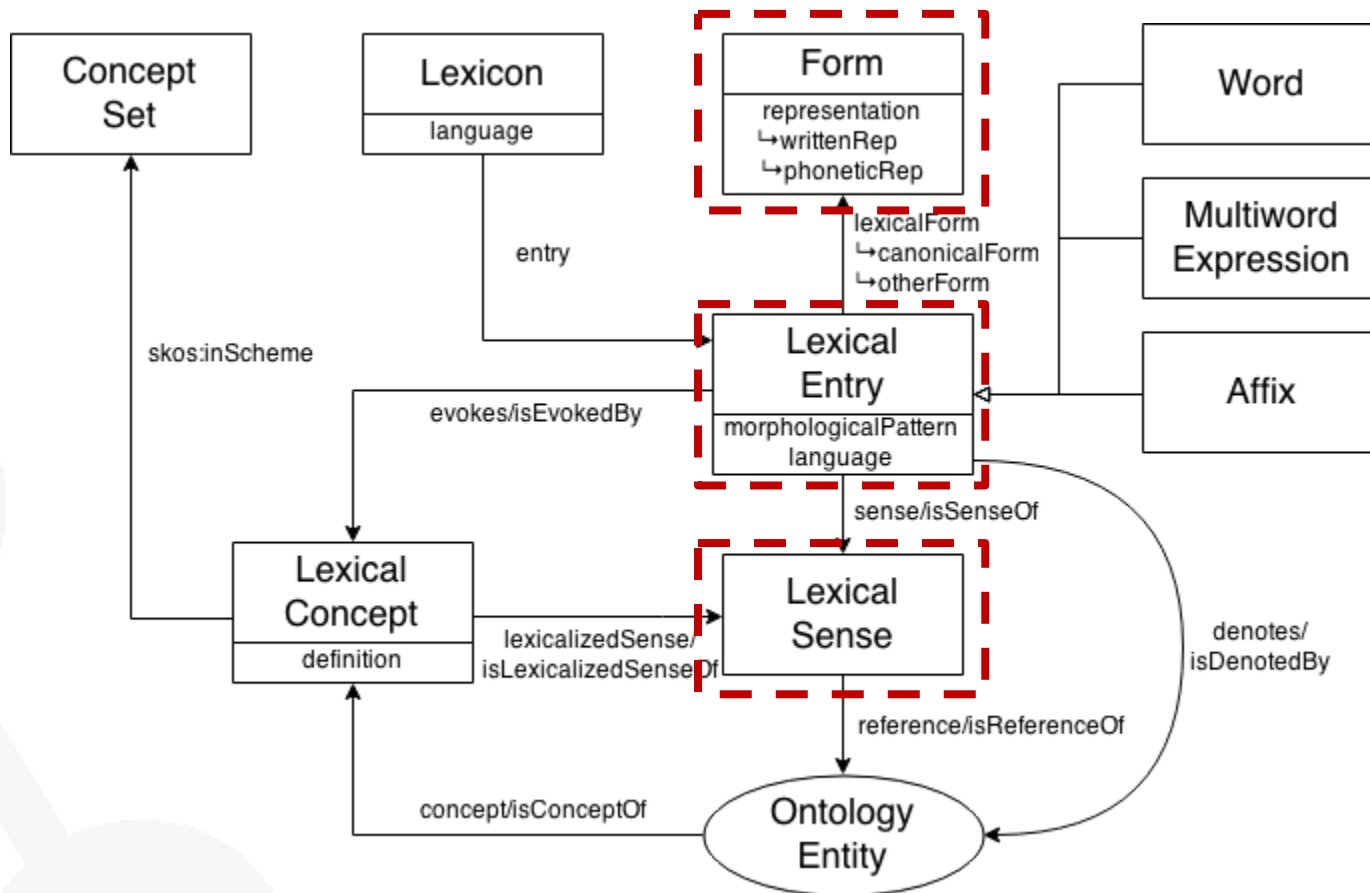 Concept
Set
Lexicon
language
Form
representation
↳writtenRep
↳phoneticRep
Word
Multiword
Expression
Affix
entry
lexicalForm
↳canonicalForm
↳otherForm
skos:inScheme
Lexical
Entry
morphologicalPattern
language
evokes/isEvokedBy
sense/isSenseOf
Lexical
Concept
definition
lexicalizedSense/
isLexicalizedSenseOf
Lexical
Sense
denotes/
isDenotedBy
reference/isReferenceOf
concept/isConceptOf
Ontology
Entity